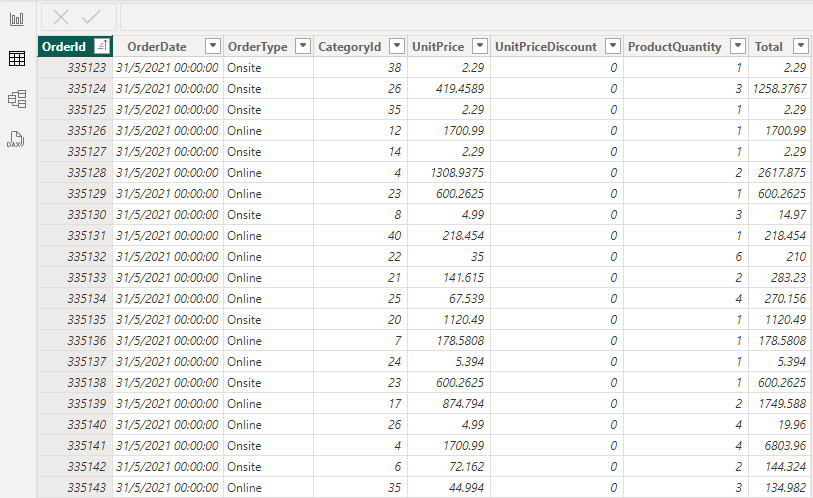 OrderId OrderDate OrderType CategoryId UnitPrice UnitPriceDiscount ProductQuantity Total
335123 31/5/2021 00:00:00 Onsite 38 2.29 0 1 2.29
335124 31/5/2021 00:00:00 Onsite 26 419.4589 0 3 1258.3767
335125 31/5/2021 00:00:00 Onsite 35 2.29 0 1 2.29
335126 31/5/2021 00:00:00 Online 12 1700.99 0 1 1700.99
335127 31/5/2021 00:00:00 Onsite 14 2.29 0 1 2.29
DAX 335128 31/5/2021 00:00:00 Online 4 1308.9375 0 2 2617.875
335129 31/5/2021 00:00:00 Online 23 600.2625 0 1 600.2625
335130 31/5/2021 00:00:00 Onsite 8 4.99 0 3 14.97
335131 31/5/2021 00:00:00 Online 40 218.454 0 1 218.454
335132 31/5/2021 00:00:00 Online 22 35 0 6 210
335133 31/5/2021 00:00:00 Online 21 141.615 0 2 283.23
335134 31/5/2021 00:00:00 Online 25 67.539 0 4 270.156
335135 31/5/2021 00:00:00 Onsite 20 1120.49 0 1 1120.49
335136 31/5/2021 00:00:00 Online 7 178.5808 0 1 178.5808
335137 31/5/2021 00:00:00 Online 24 5.394 0 1 5.394
335138 31/5/2021 00:00:00 Onsite 23 600.2625 0 1 600.2625
335139 31/5/2021 00:00:00 Online 17 874.794 0 2 1749.588
335140 31/5/2021 00:00:00 Online 26 4.99 0 4 19.96
335141 31/5/2021 00:00:00 Onsite 4 1700.99 0 4 6803.96
335142 31/5/2021 00:00:00 Onsite 6 72.162 0 2 144.324
335143 31/5/2021 00:00:00 Online 35 44.994 0 3 134.982